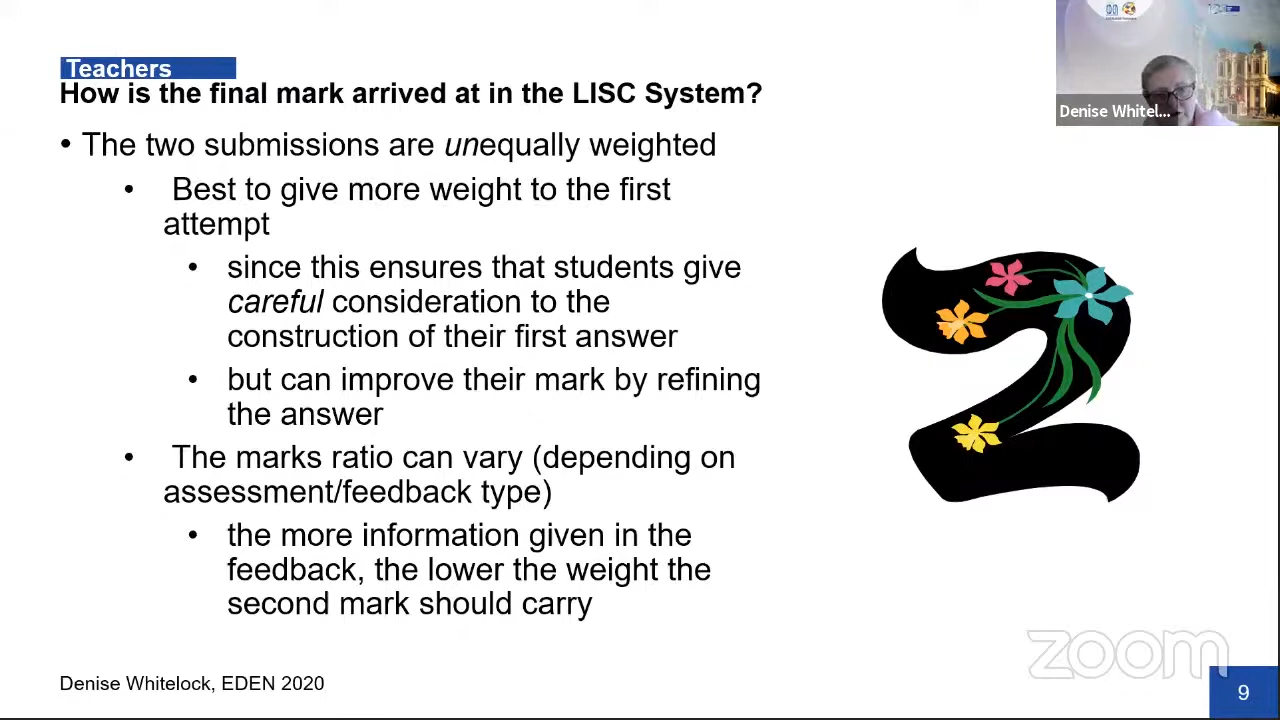 Teachers
How is the final mark arrived at in the LISC System?
• The two submissions are unequally weighted
• Best to give more weight to the first
attempt
• since this ensures that students give
careful consideration to the
construction of their first answer
• but can improve their mark by refining
the answer
• The marks ratio can vary (depending on
assessment/feedback type)
• the more information given in the
feedback, the lower the weight the
second mark should carry
2
Denise Whitel...
zoom
Denise Whitelock, EDEN 2020
9